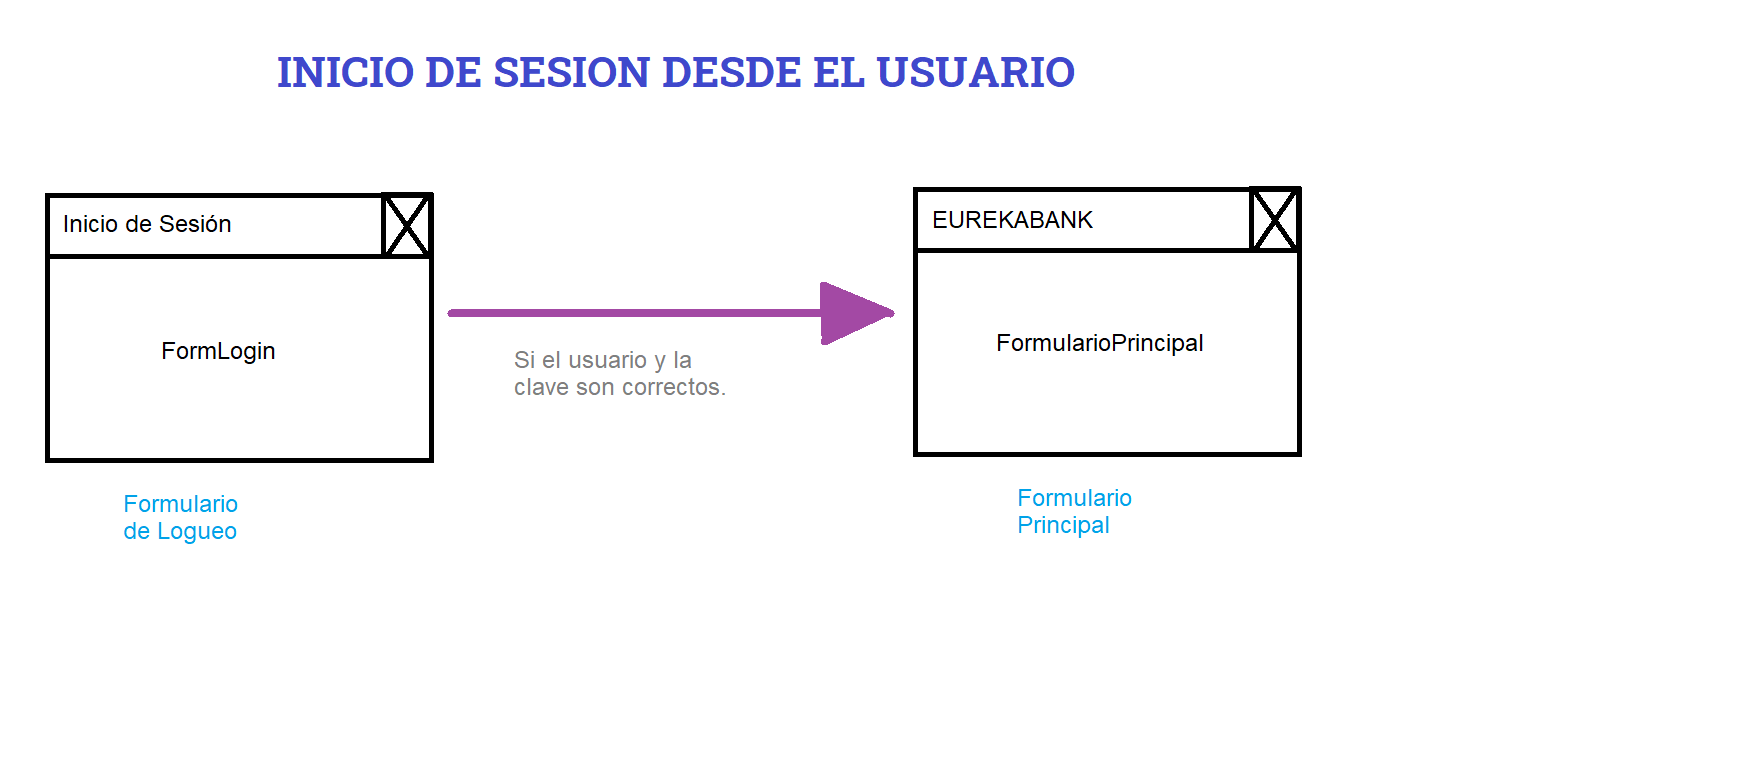 INICIO DE SESION DESDE EL USUARIO
Inicio de Sesión
FormLogin
Formulario
de Logueo
Si el usuario y la
clave son correctos.
EUREKABANK
FormularioPrincipal
Formulario
Principal